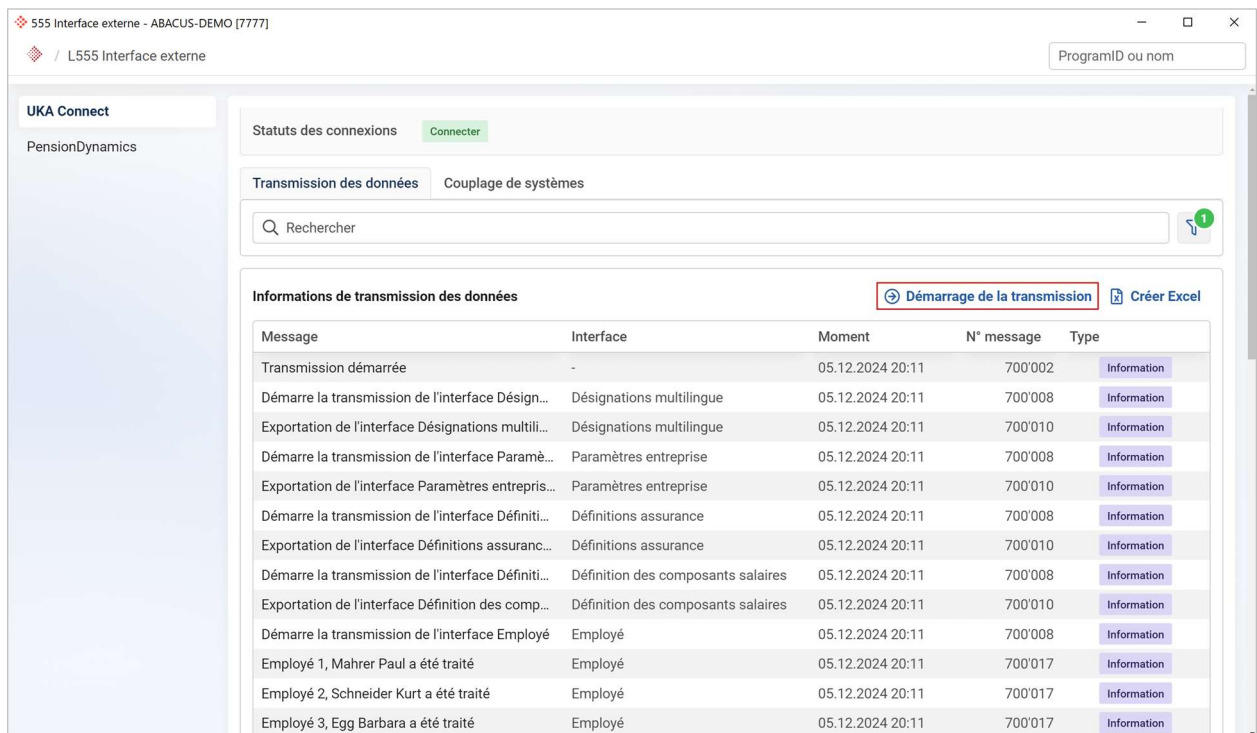 555 Interface externe - ABACUS-DEMO [7777]
/ L555 Interface externe
ProgramID ou nom
UKA Connect
PensionDynamics
Statuts des connexions Connecter
Transmission des données Couplage de systèmes
Rechercher
1
Informations de transmission des données Démarrage de la transmission Créer Excel
Message Interface Moment N° message Type
Transmission démarrée - 05.12.2024 20:11 700'002 Information
Démarre la transmission de l'interface Désign... Désignations multilingue 05.12.2024 20:11 700'008 Information
Exportation de l'interface Désignations multili... Désignations multilingue 05.12.2024 20:11 700'010 Information
Démarre la transmission de l'interface Paramè... Paramètres entreprise 05.12.2024 20:11 700'008 Information
Exportation de l'interface Paramètres entrepris... Paramètres entreprise 05.12.2024 20:11 700'010 Information
Démarre la transmission de l'interface Définiti... Définitions assurance 05.12.2024 20:11 700'008 Information
Exportation de l'interface Définitions assuranc... Définitions assurance 05.12.2024 20:11 700'010 Information
Démarre la transmission de l'interface Définiti... Définition des composants salaires 05.12.2024 20:11 700'008 Information
Exportation de l'interface Définition des comp... Définition des composants salaires 05.12.2024 20:11 700'010 Information
Démarre la transmission de l'interface Employé Employé 05.12.2024 20:11 700'008 Information
Employé 1, Mahrer Paul a été traité Employé 05.12.2024 20:11 700'017 Information
Employé 2, Schneider Kurt a été traité Employé 05.12.2024 20:11 700'017 Information
Employé 3, Egg Barbara a été traité Employé 05.12.2024 20:11 700'017 Information